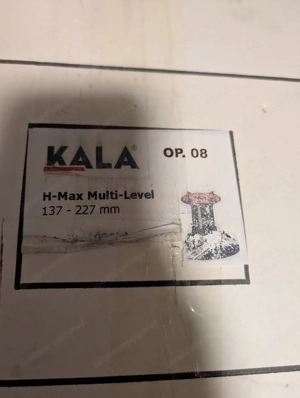 KALA® OP. 08
H-Max Multi-Level
137 - 227 mm